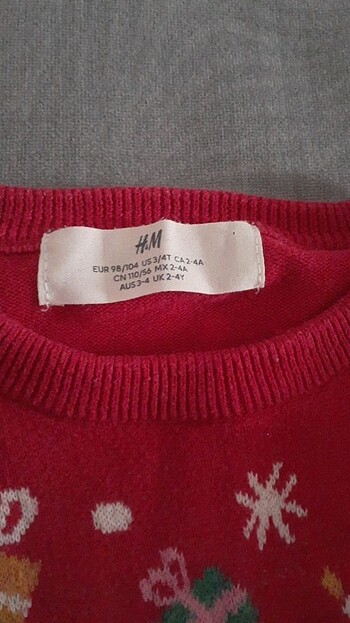 H&M
EUR 98/104 US 3/4T CA 2-4A
CN 110/56 MX 2-4A
AUS 3-4 UK 2-4Y